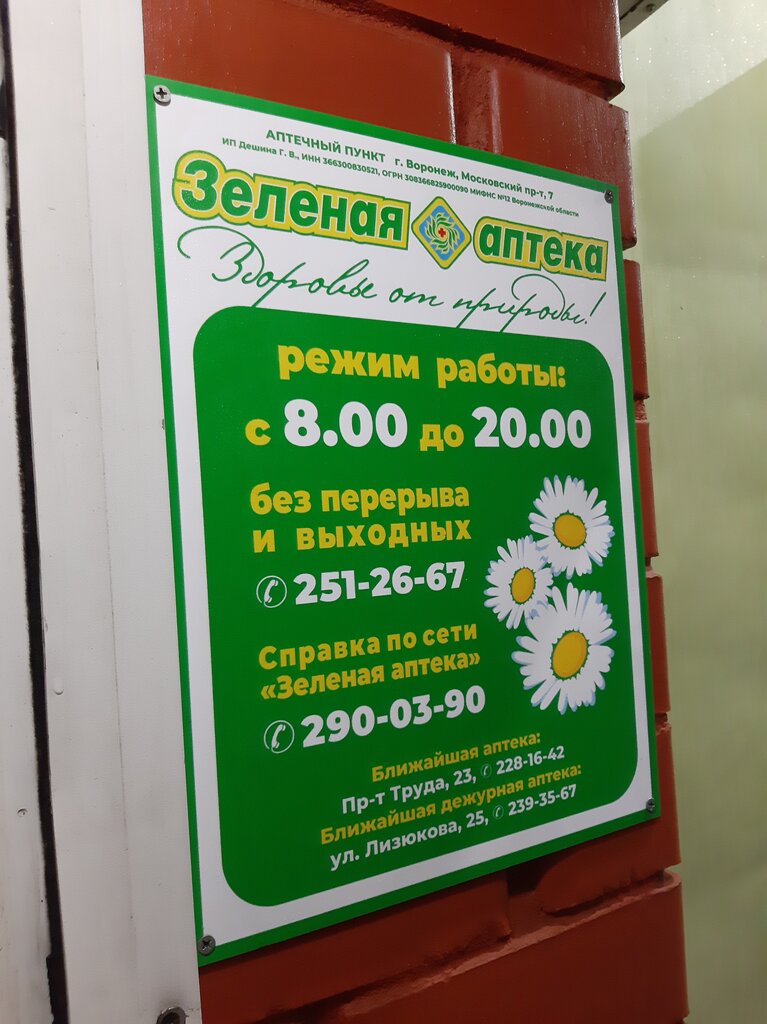 АПТЕЧНЫЙ ПУНКТ г. Воронеж, Московский пр-т, 7
ИП Дешина Г. В., ИНН 366300830521, ОГРН 308366825900090 МИФНС №12 Воронежской области
Зеленая аптека
Здоровье от природы!
режим работы:
с 8.00 до 20.00
без перерыва
и выходных
251-26-67
Справка по сети
«Зеленая аптека»
290-03-90
Ближайшая аптека:
Пр-т Труда, 23, 228-16-42
Ближайшая дежурная аптека:
ул. Лизюкова, 25, 239-35-67